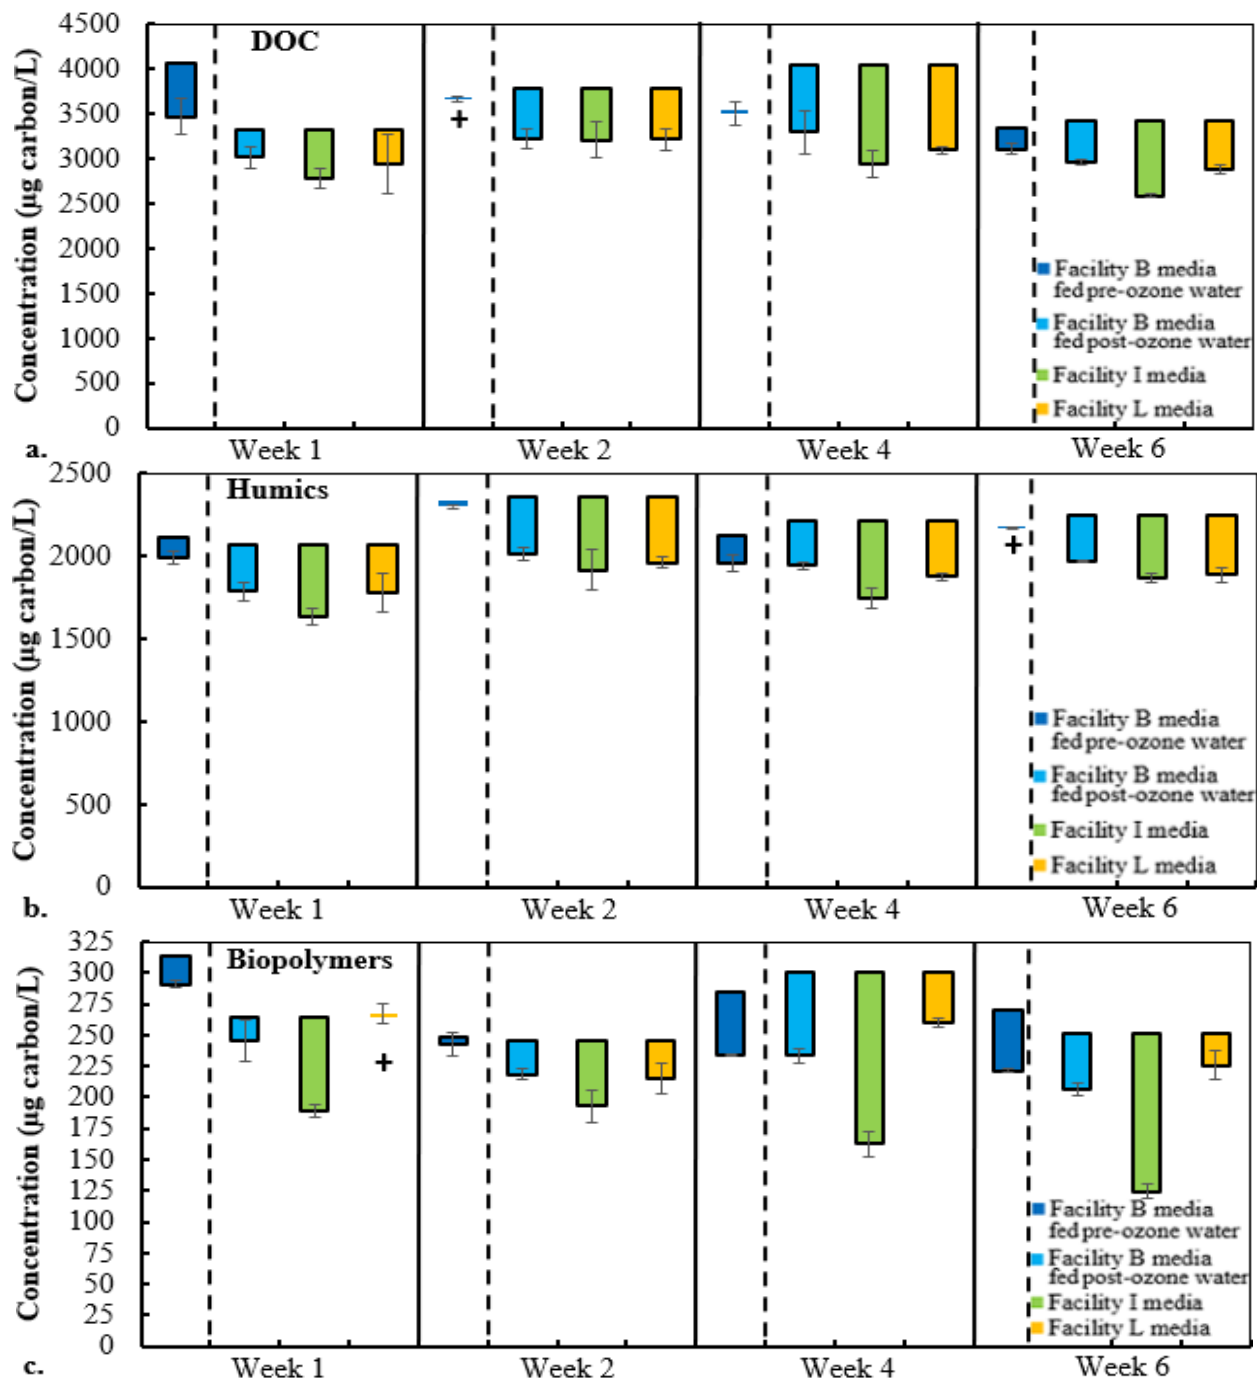 4500
DOC
4000
3500
3000
2500
2000
1500
1000
500
0
Concentration (µg carbon/L)
+
Facility B media
fed pre-ozone water
Facility B media
fed post-ozone water
Facility I media
Facility L media
a.
Week 1 Week 2 Week 4 Week 6
2500
Humics
2000
1500
1000
500
0
Concentration (µg carbon/L)
+
Facility B media
fed pre-ozone water
Facility B media
fed post-ozone water
Facility I media
Facility L media
b.
Week 1 Week 2 Week 4 Week 6
325
Biopolymers
300
275
250
225
200
175
150
125
100
75
50
25
0
Concentration (µg carbon/L)
+
Facility B media
fed pre-ozone water
Facility B media
fed post-ozone water
Facility I media
Facility L media
c.
Week 1 Week 2 Week 4 Week 6